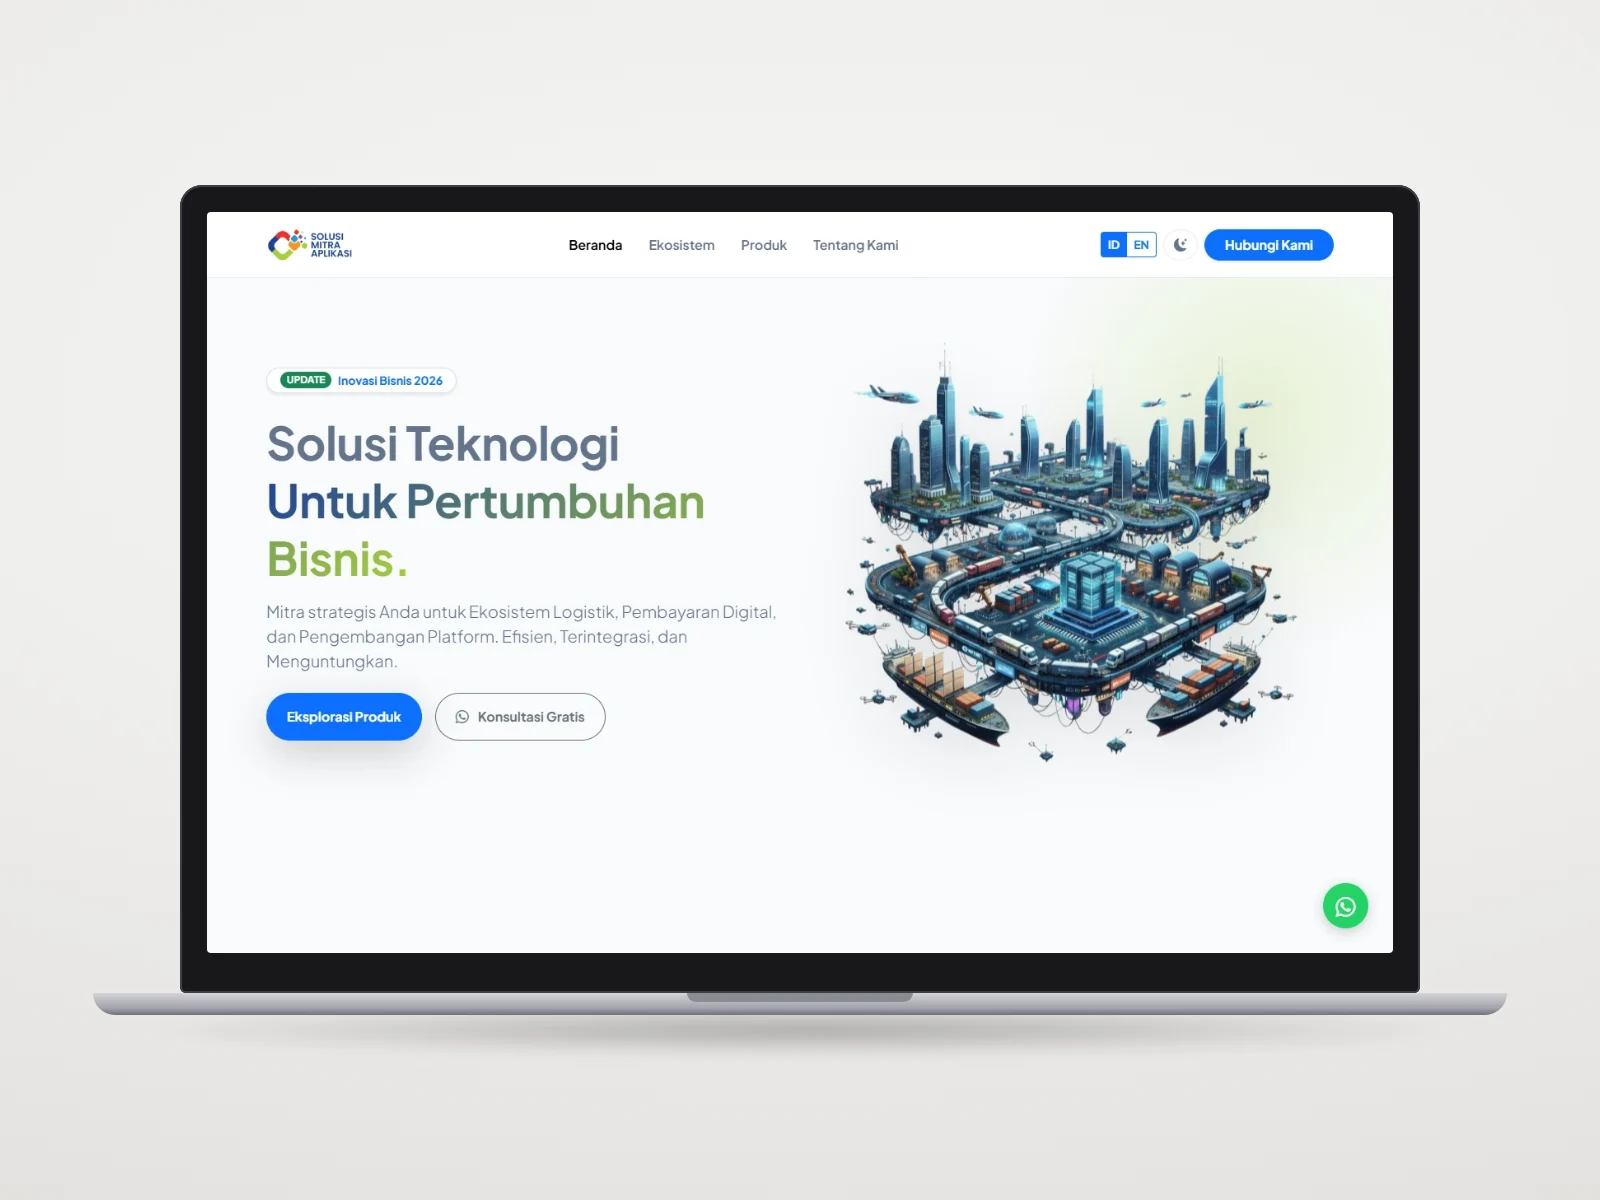 SOLUSI
MITRA
APLIKASI
Beranda
Ekosistem
Produk
Tentang Kami
ID
EN
Hubungi Kami
UPDATE
Inovasi Bisnis 2026
Solusi Teknologi
Untuk Pertumbuhan
Bisnis.
Mitra strategis Anda untuk Ekosistem Logistik, Pembayaran Digital,
dan Pengembangan Platform. Efisien, Terintegrasi, dan
Menguntungkan.
Eksplorasi Produk
Konsultasi Gratis